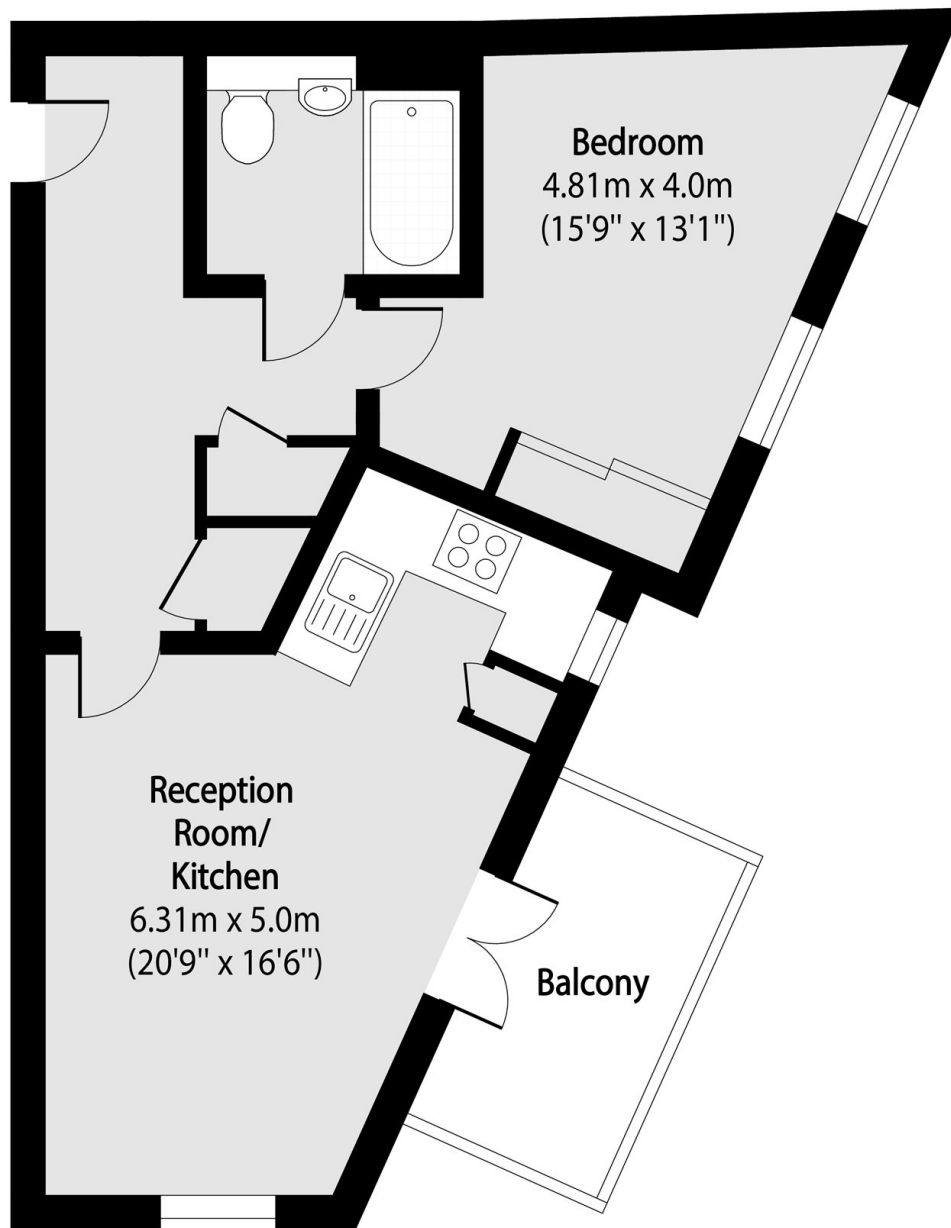 Bedroom
4.81m x 4.0m
(15'9" x 13'1")
Reception
Room/
Kitchen
6.31m x 5.0m
(20'9" x 16'6")
Balcony